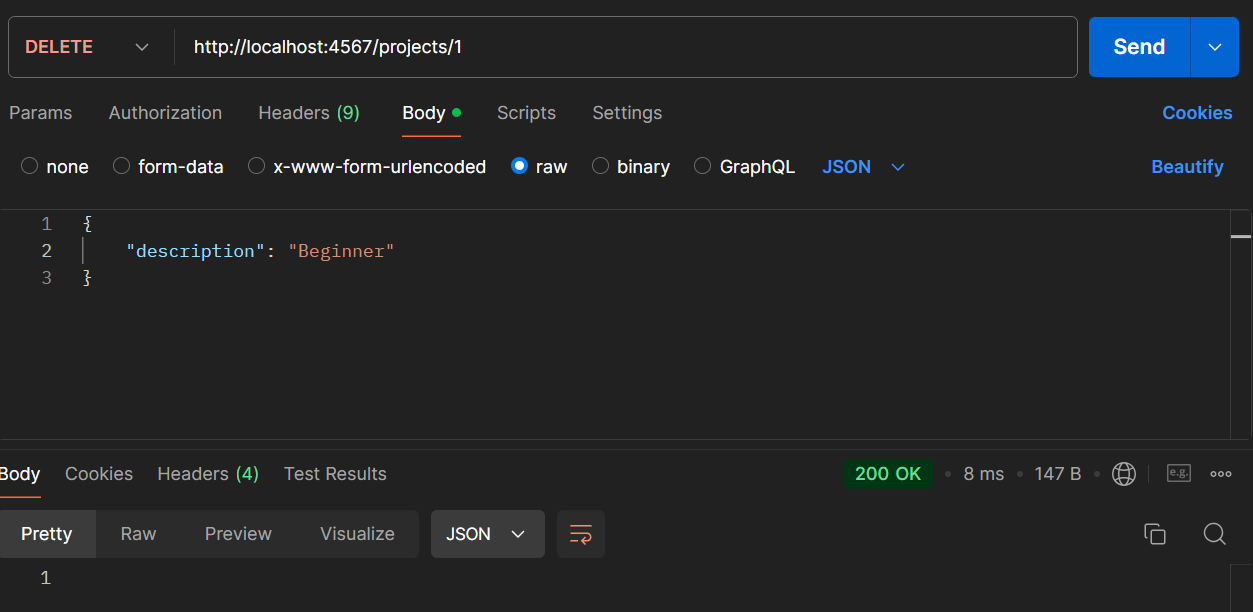 DELETE http://localhost:4567/projects/1 Send
Params Authorization Headers (9) Body Scripts Settings Cookies
none form-data x-www-form-urlencoded raw binary GraphQL JSON Beautify
1 {
2 "description": "Beginner"
3 }
Body Cookies Headers (4) Test Results 200 OK 8 ms 147 B e.g.
Pretty Raw Preview Visualize JSON
1